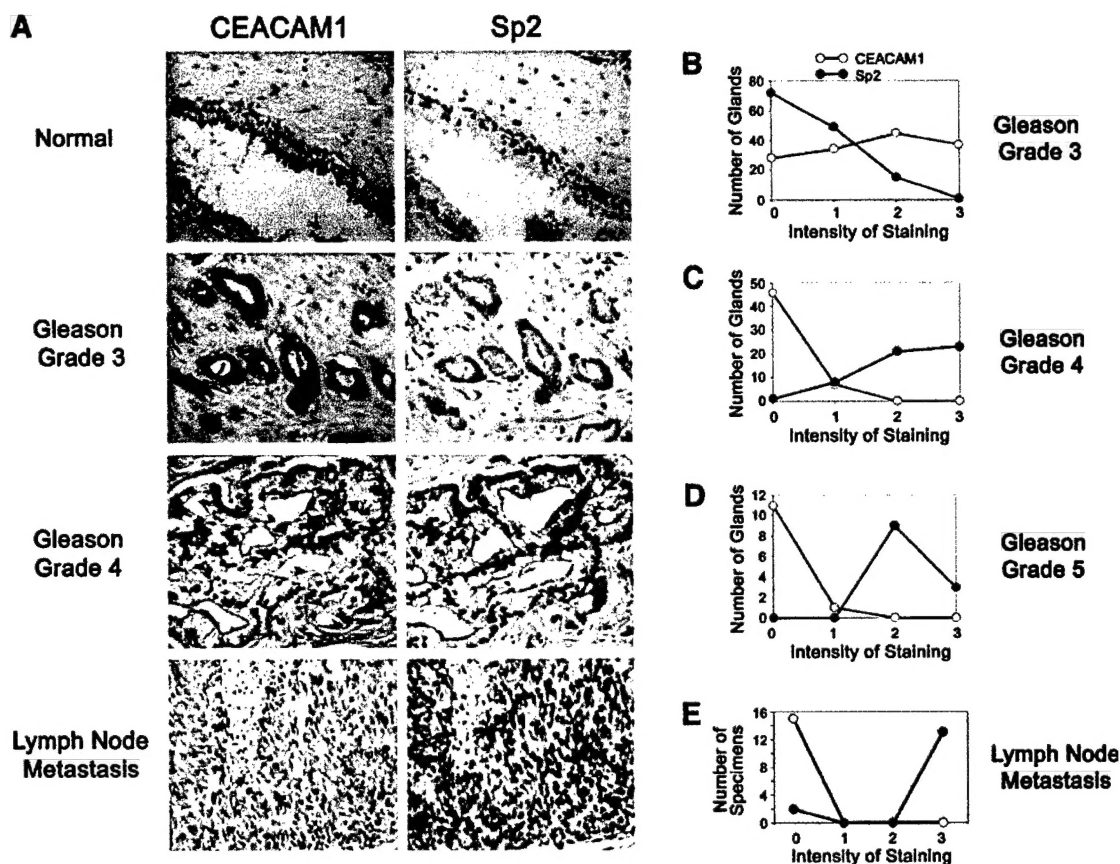 A
CEACAM1
Sp2
Normal
Gleason
Grade 3
Gleason
Grade 4
Lymph Node
Metastasis
B
CEACAM1
Sp2
Number of Glands
80
60
40
20
0
0 1 2 3
Intensity of Staining
Gleason
Grade 3
C
Number of Glands
50
40
30
20
10
0
0 1 2 3
Intensity of Staining
Gleason
Grade 4
D
Number of Glands
12
10
8
6
4
2
0
0 1 2 3
Intensity of Staining
Gleason
Grade 5
E
Number of
Specimens
16
12
8
4
0
0 1 2 3
Intensity of Staining
Lymph Node
Metastasis